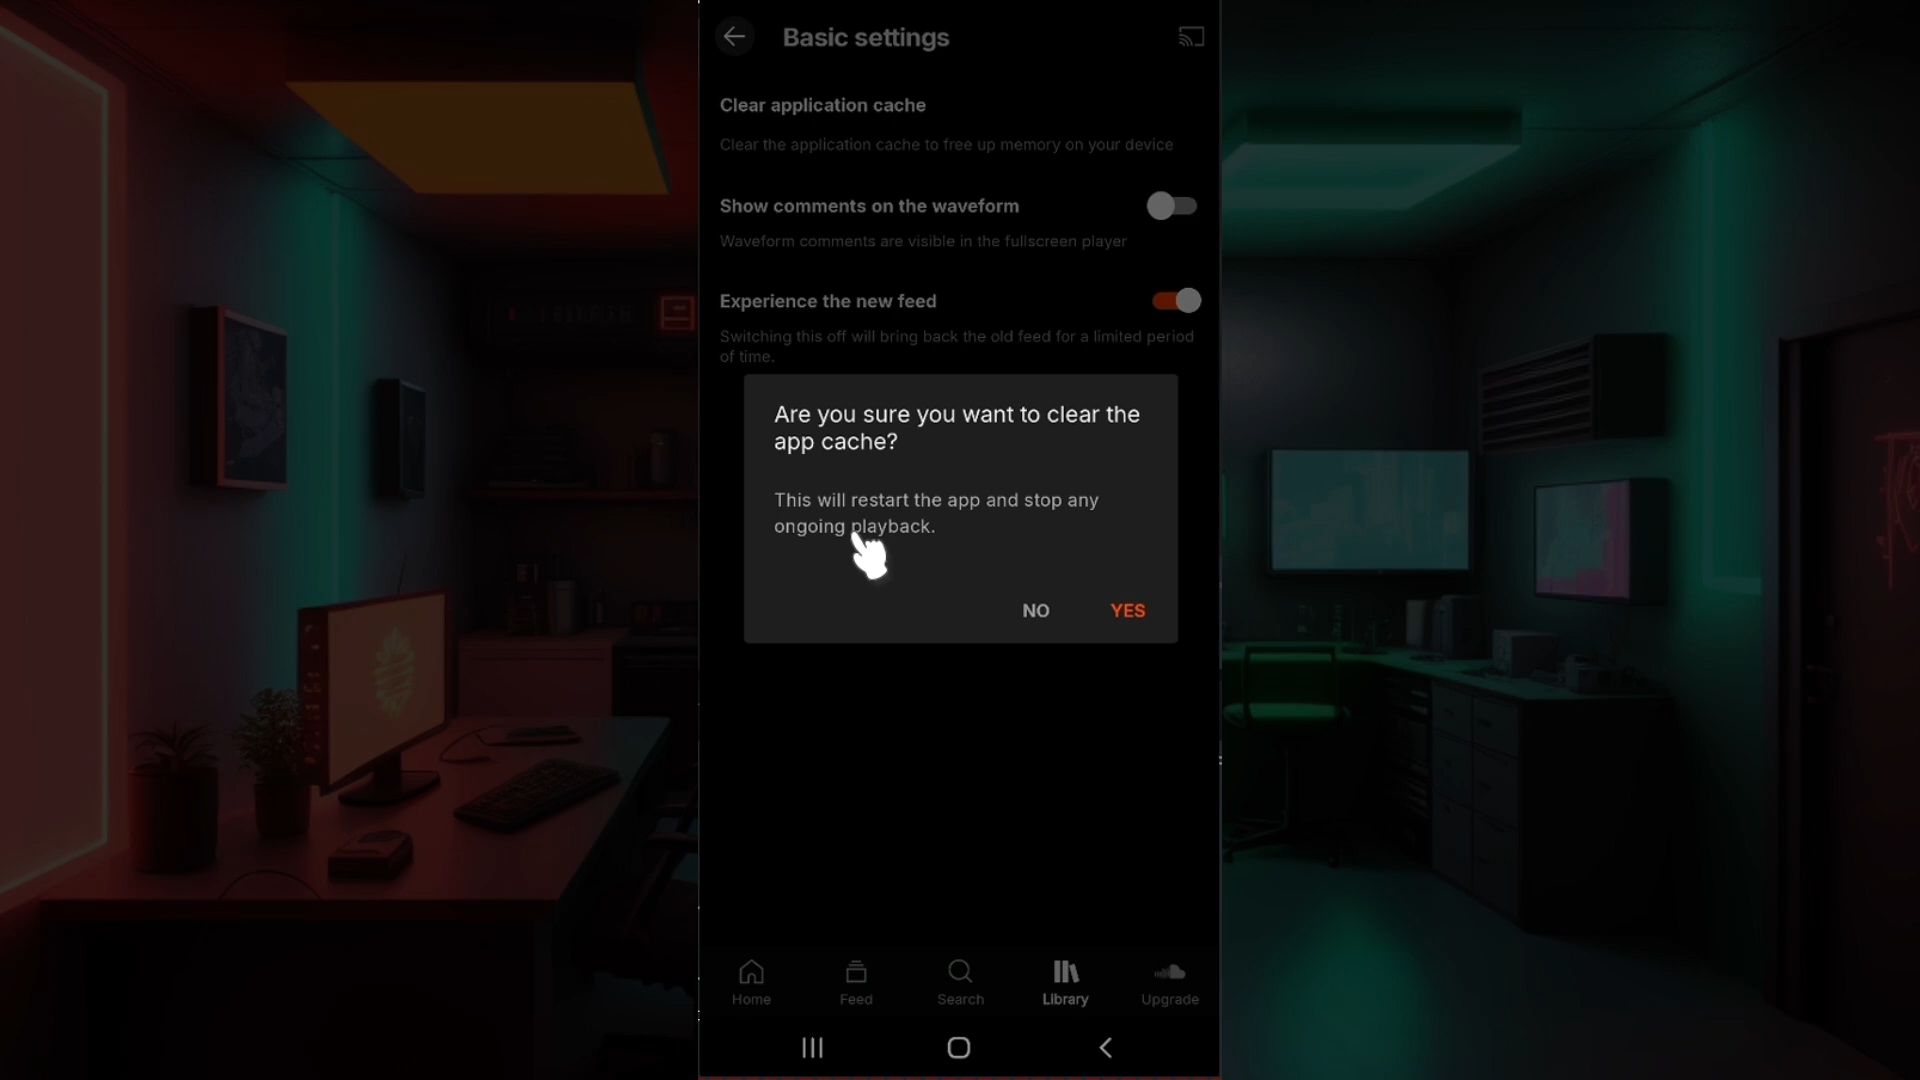 Basic settings
Clear application cache
Clear the application cache to free up memory on your device
Show comments on the waveform
Waveform comments are visible in the fullscreen player
Experience the new feed
Switching this off will bring back the old feed for a limited period
of time.
Are you sure you want to clear the
app cache?
This will restart the app and stop any
ongoing playback.
NO
YES
Home
Feed
Search
Library
Upgrade